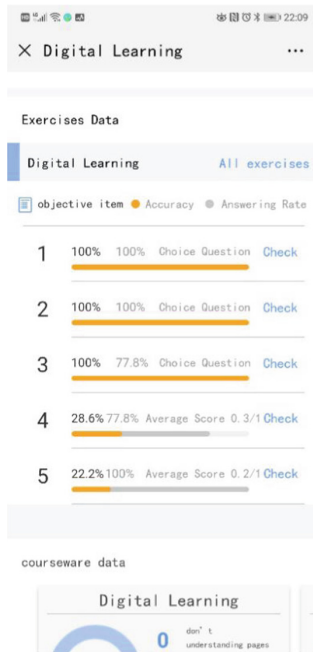 22:09
Digital Learning
Exercises Data
Digital Learning All exercises
objective item Accuracy Answering Rate
1 100% 100% Choice Question Check
2 100% 100% Choice Question Check
3 100% 77.8% Choice Question Check
4 28.6% 77.8% Average Score 0.3/1 Check
5 22.2% 100% Average Score 0.2/1 Check
courseware data
Digital Learning
0 don't
understanding pages